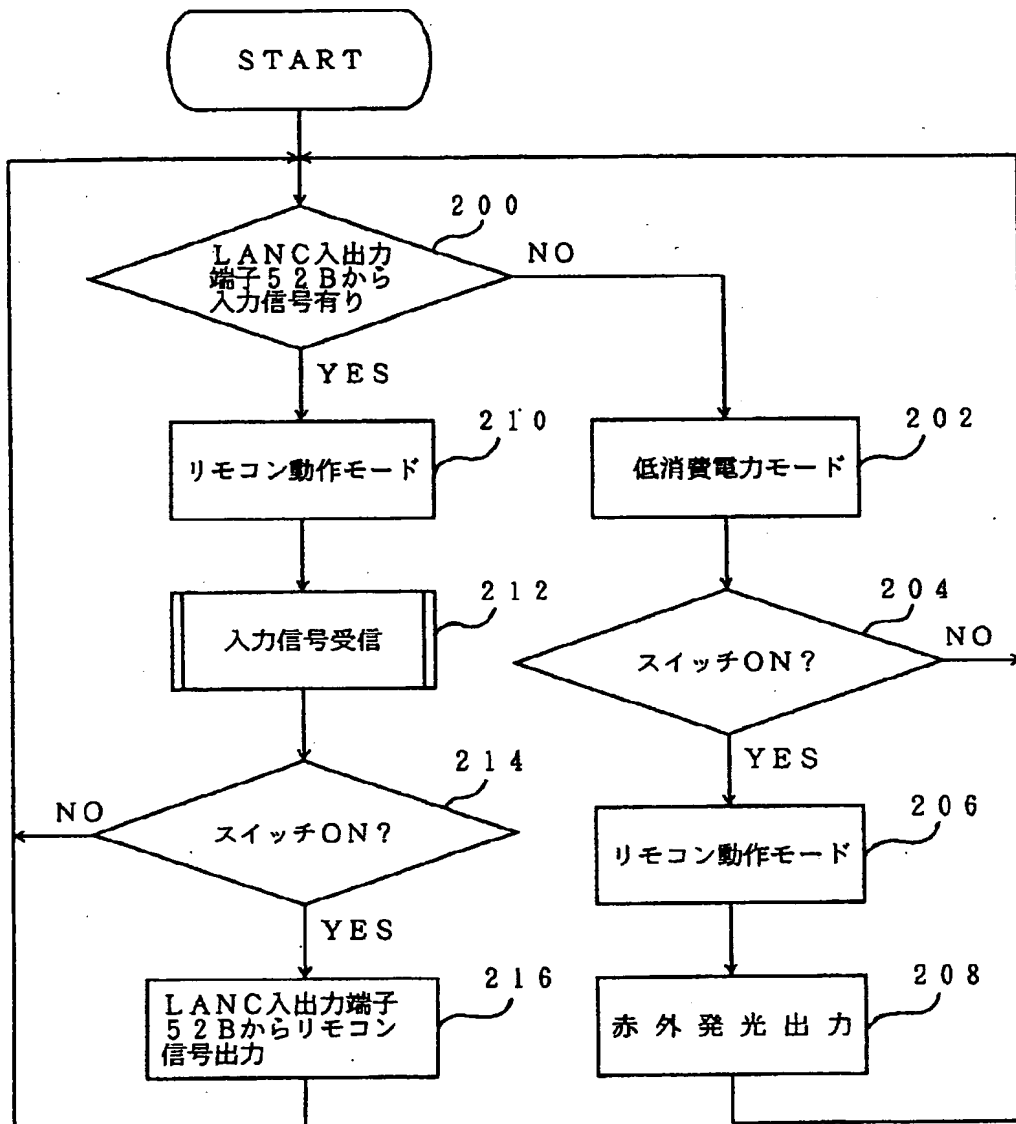 START
200
LANC入出力
端子52Bから
入力信号有り
NO
YES
210
リモコン動作モード
202
低消費電力モード
212
入力信号受信
204
スイッチON?
NO
YES
214
スイッチON?
NO
YES
206
リモコン動作モード
216
LANC入出力端子
52Bからリモコン
信号出力
208
赤外発光出力